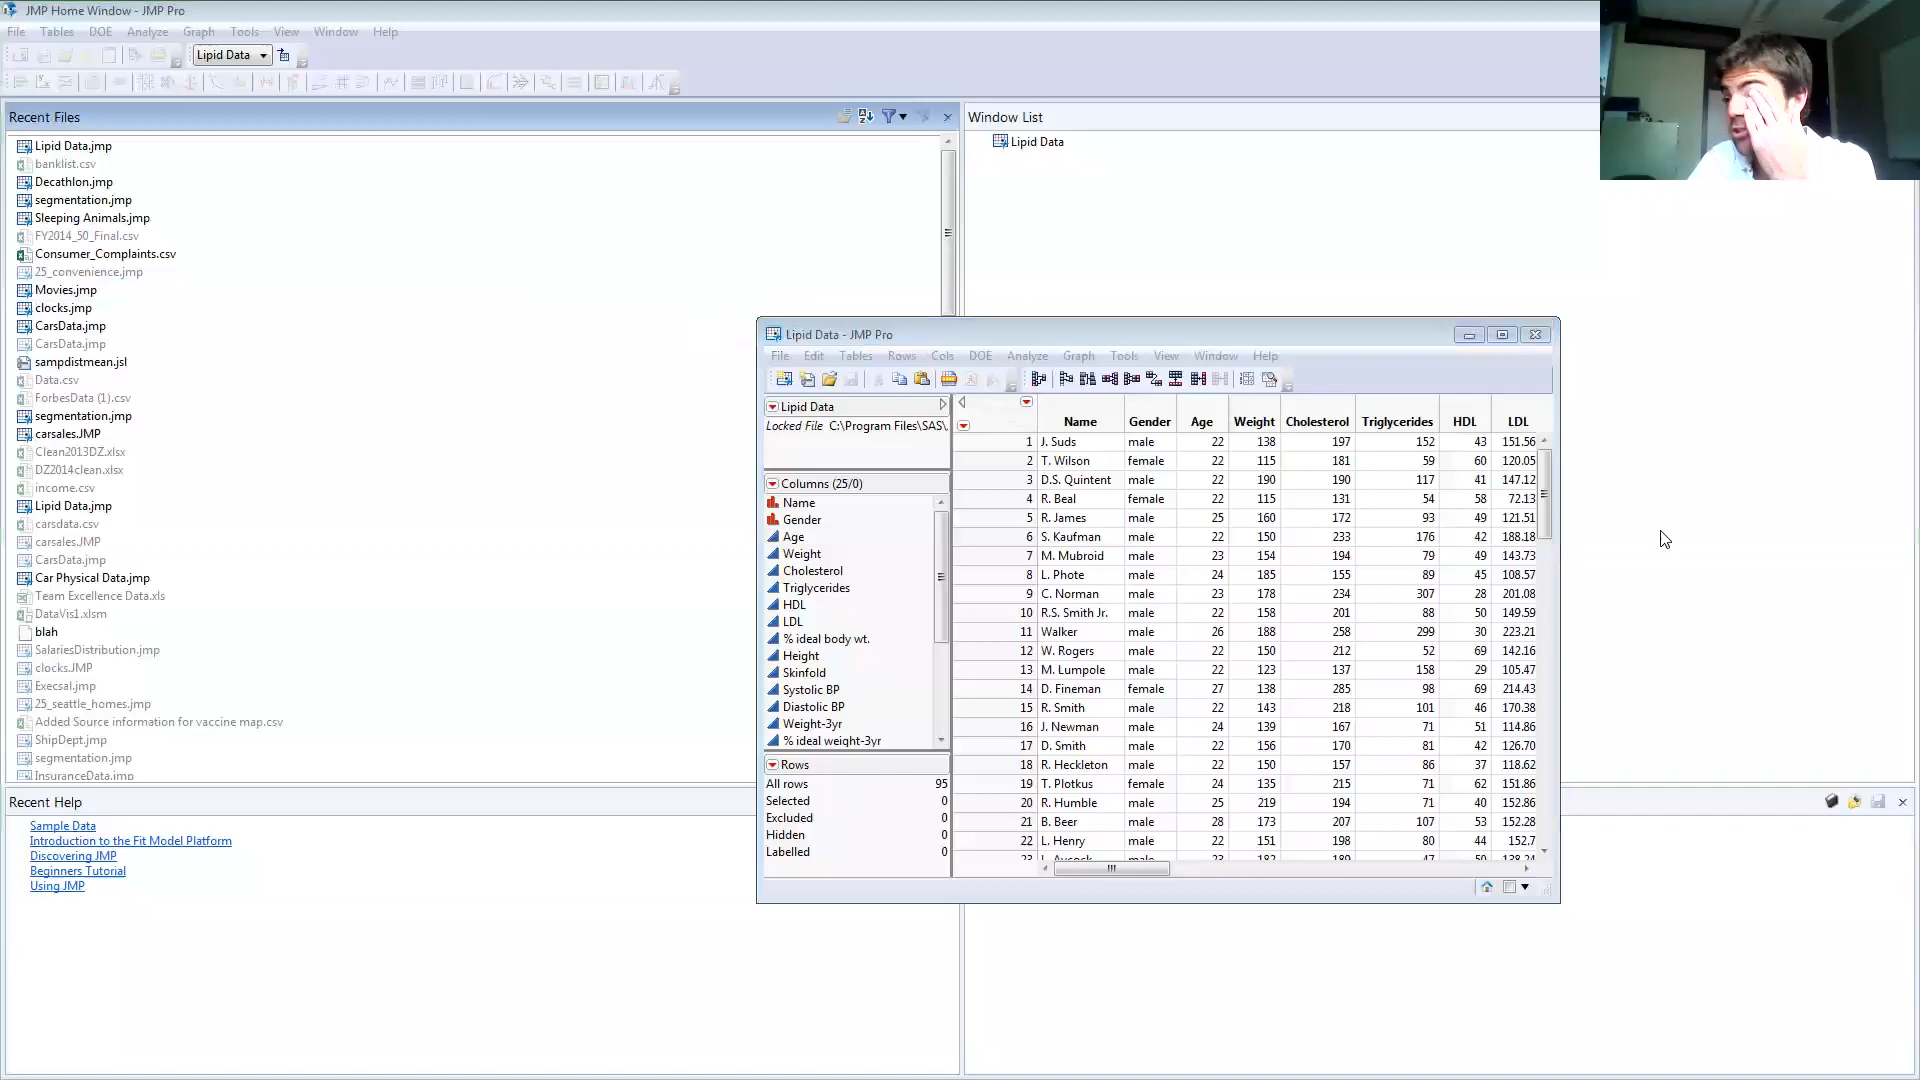 JMP Home Window - JMP Pro
File Tables DOE Analyze Graph Tools View Window Help
Lipid Data
Recent Files
Lipid Data.jmp
banklist.csv
Decathlon.jmp
segmentation.jmp
Sleeping Animals.jmp
FY2014_50_Final.csv
Consumer_Complaints.csv
25_convenience.jmp
Movies.jmp
clocks.jmp
CarsData.jmp
CarsData.jmp
sampdistmean.jsl
Data.csv
ForbesData (1).csv
segmentation.jmp
carsales.JMP
Clean2013DZ.xlsx
DZ2014clean.xlsx
income.csv
Lipid Data.jmp
carsdata.csv
carsales.JMP
CarsData.jmp
Car Physical Data.jmp
Team Excellence Data.xls
DataVis1.xlsm
blah
SalariesDistribution.jmp
clocks.JMP
Execsal.jmp
25_seattle_homes.jmp
Added Source information for vaccine map.csv
ShipDept.jmp
segmentation.jmp
InsuranceData.jmp
Window List
Lipid Data
Lipid Data - JMP Pro
File Edit Tables Rows Cols DOE Analyze Graph Tools View Window Help
Lipid Data
Locked File C:\Program Files\SAS\
Columns (25/0)
Name
Gender
Age
Weight
Cholesterol
Triglycerides
HDL
LDL
% ideal body wt.
Height
Skinfold
Systolic BP
Diastolic BP
Weight-3yr
% ideal weight-3yr
Rows
All rows 95
Selected 0
Excluded 0
Hidden 0
Labelled 0
Name Gender Age Weight Cholesterol Triglycerides HDL LDL
1 J. Suds male 22 138 197 152 43 151.56
2 T. Wilson female 22 115 181 59 60 120.05
3 D.S. Quintent male 22 190 190 117 41 147.12
4 R. Beal female 22 115 131 54 58 72.13
5 R. James male 25 160 172 93 49 121.51
6 S. Kaufman male 22 150 233 176 42 188.18
7 M. Mubroid male 23 154 194 79 49 143.73
8 L. Phote male 24 185 155 89 45 108.57
9 C. Norman male 23 178 234 307 28 201.08
10 R.S. Smith Jr. male 22 158 201 88 50 149.59
11 Walker male 26 188 258 299 30 223.21
12 W. Rogers male 22 150 212 52 69 142.16
13 M. Lumpole male 22 123 137 158 29 105.47
14 D. Fineman female 27 138 285 98 69 214.43
15 R. Smith male 22 143 218 101 46 170.38
16 J. Newman male 24 139 167 71 51 114.86
17 D. Smith male 22 156 170 81 42 126.70
18 R. Heckleton male 22 150 157 86 37 118.62
19 T. Plotkus female 24 135 215 71 62 151.86
20 R. Humble male 25 219 194 71 40 152.86
21 B. Beer male 28 173 207 107 53 152.28
22 L. Henry male 22 151 198 80 44 152.7
23 L. Aycock male 23 182 189 47 50 138.24
Recent Help
Sample Data
Introduction to the Fit Model Platform
Discovering JMP
Beginners Tutorial
Using JMP